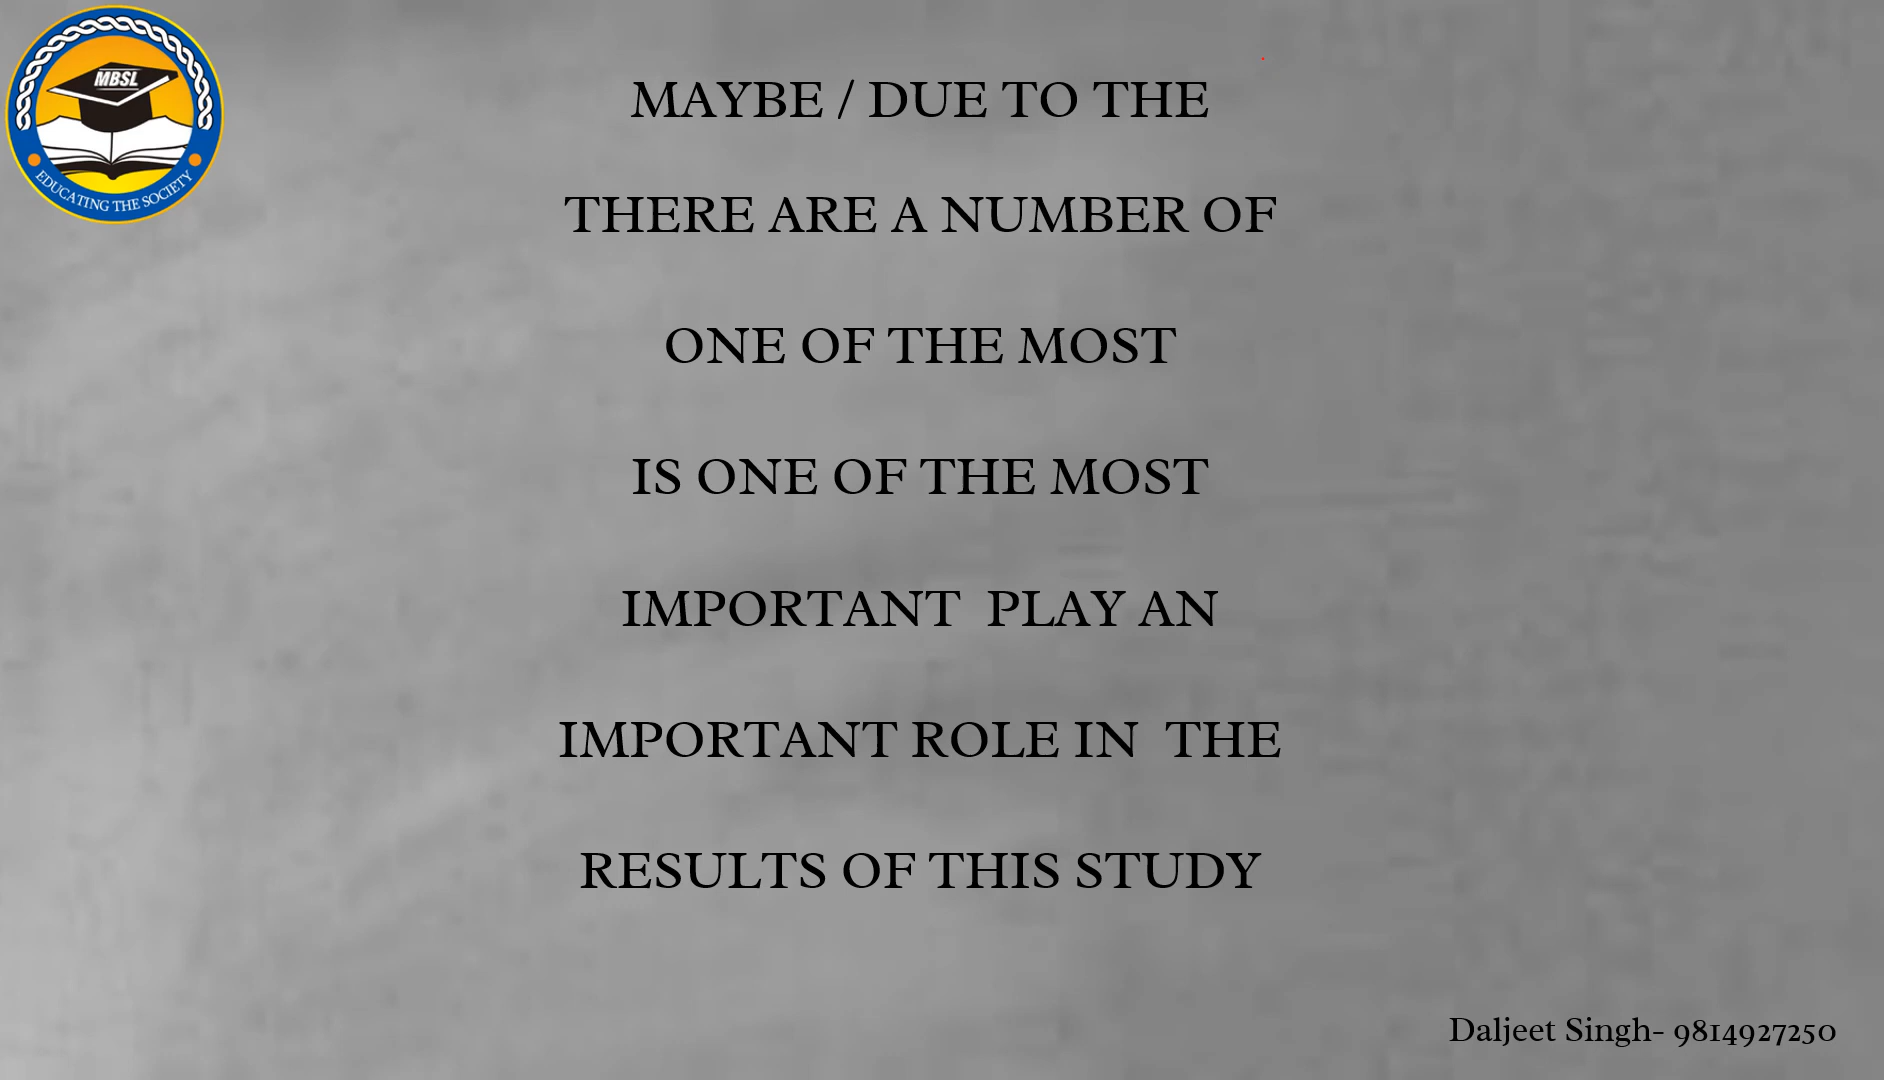 MBSL
EDUCATING THE SOCIETY
MAYBE / DUE TO THE
THERE ARE A NUMBER OF
ONE OF THE MOST
IS ONE OF THE MOST
IMPORTANT  PLAY AN
IMPORTANT ROLE IN  THE
RESULTS OF THIS STUDY
Daljeet Singh- 9814927250